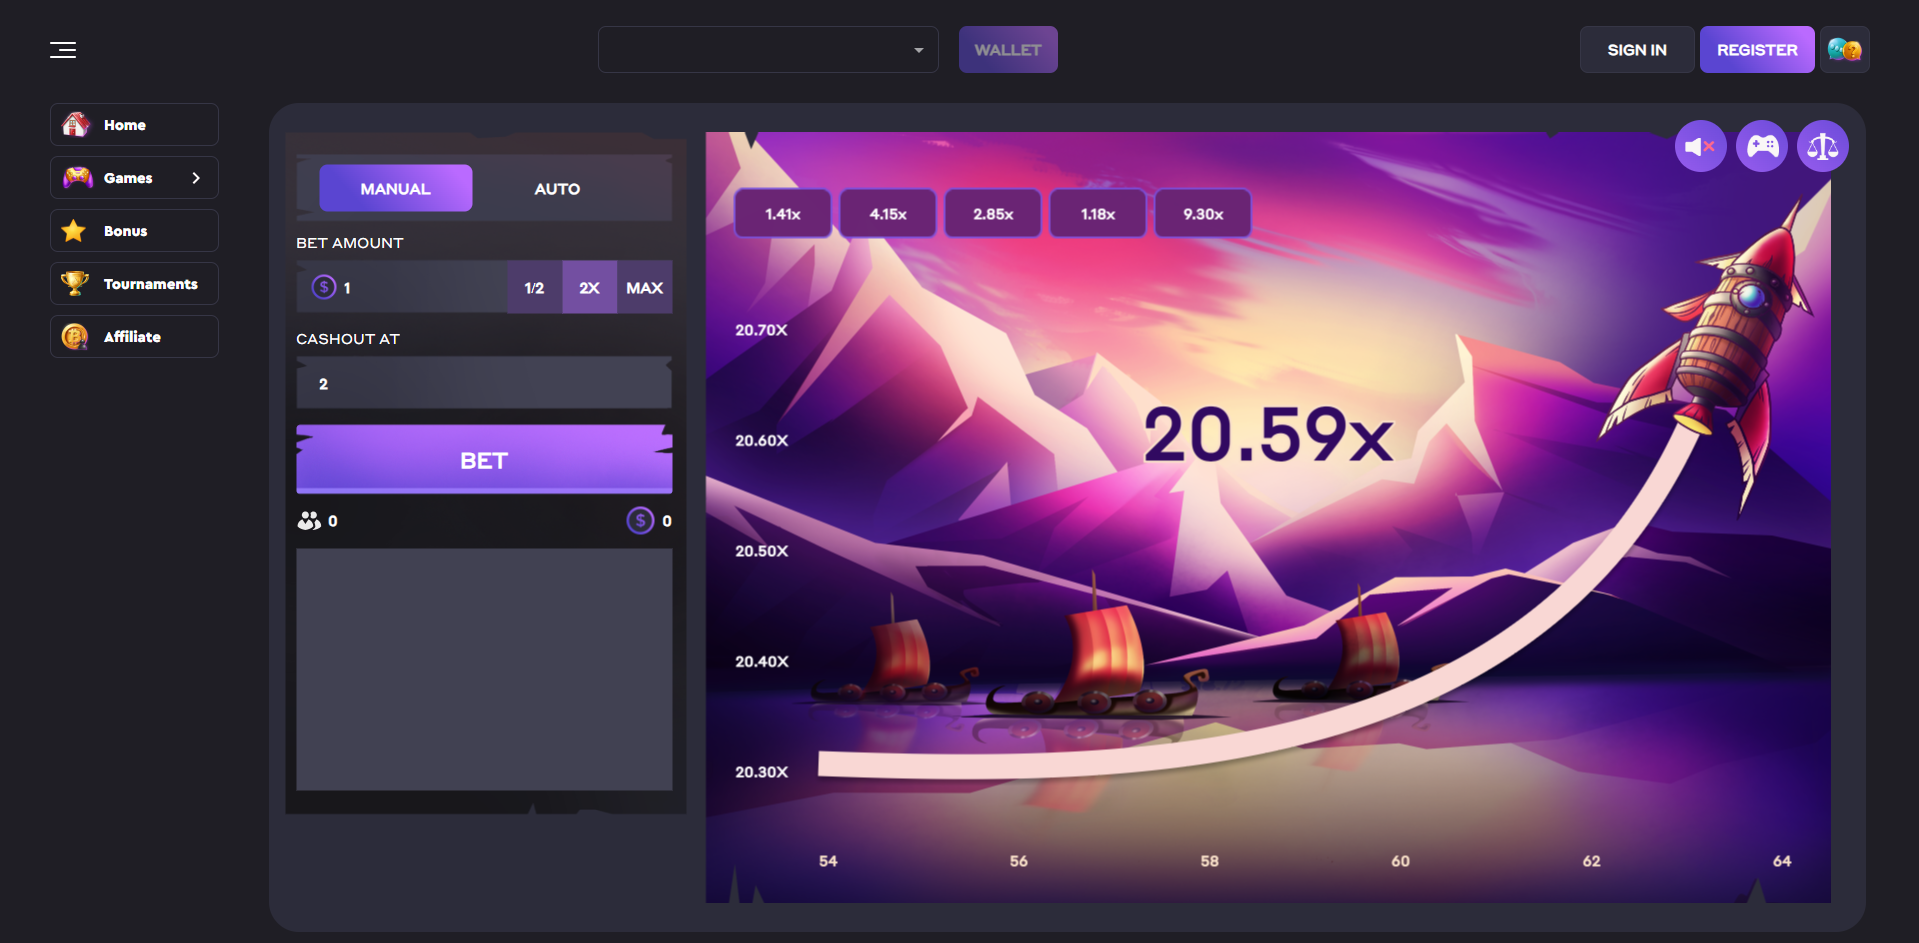 WALLET
SIGN IN
REGISTER
Home
Games
Bonus
Tournaments
Affiliate
MANUAL
AUTO
BET AMOUNT
$ 1
1/2
2X
MAX
CASHOUT AT
2
BET
0
$ 0
1.41x
4.15x
2.85x
1.18x
9.30x
20.59x
20.70X
20.60X
20.50X
20.40X
20.30X
54
56
58
60
62
64